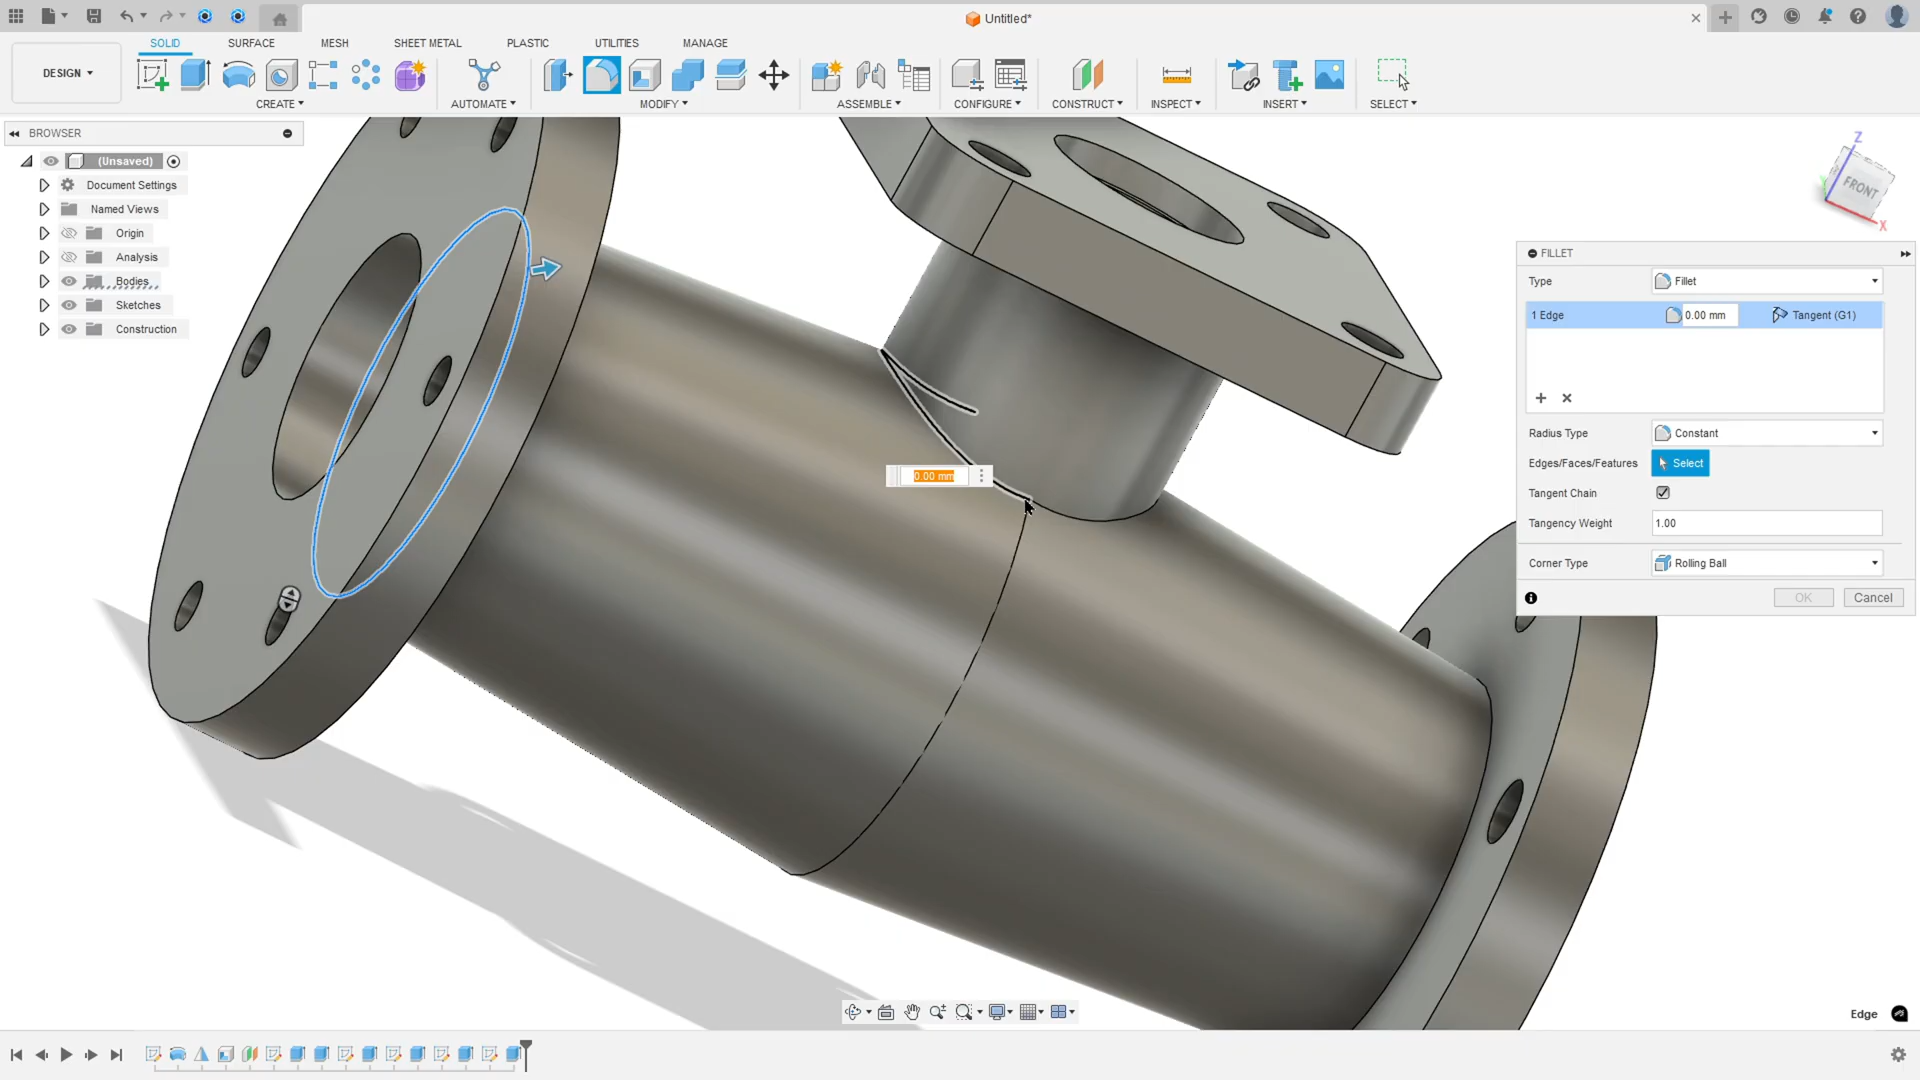 Untitled*
DESIGN
SOLID
SURFACE
MESH
SHEET METAL
PLASTIC
UTILITIES
MANAGE
CREATE
AUTOMATE
MODIFY
ASSEMBLE
CONFIGURE
CONSTRUCT
INSPECT
INSERT
SELECT
BROWSER
(Unsaved)
Document Settings
Named Views
Origin
Analysis
Bodies
Sketches
Construction
Z
FRONT
X
FILLET
Type
Fillet
1 Edge
0.00 mm
Tangent (G1)
Radius Type
Constant
Edges/Faces/Features
Select
Tangent Chain
Tangency Weight
1.00
Corner Type
Rolling Ball
OK
Cancel
0.00 mm
Edge